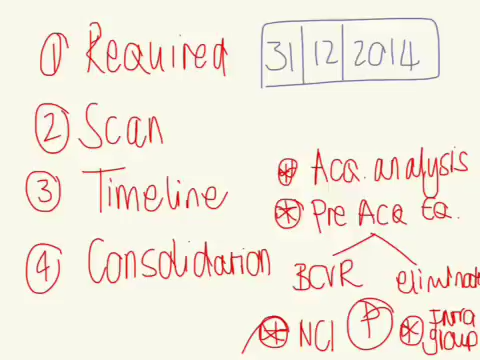 ① Required
31 | 12 | 2014
② Scan
③ Timeline
④ Consolidation
* Acq. analysis
* Pre Acq Eq.
BCVR
eliminate
* NCI
P
* Intra
group